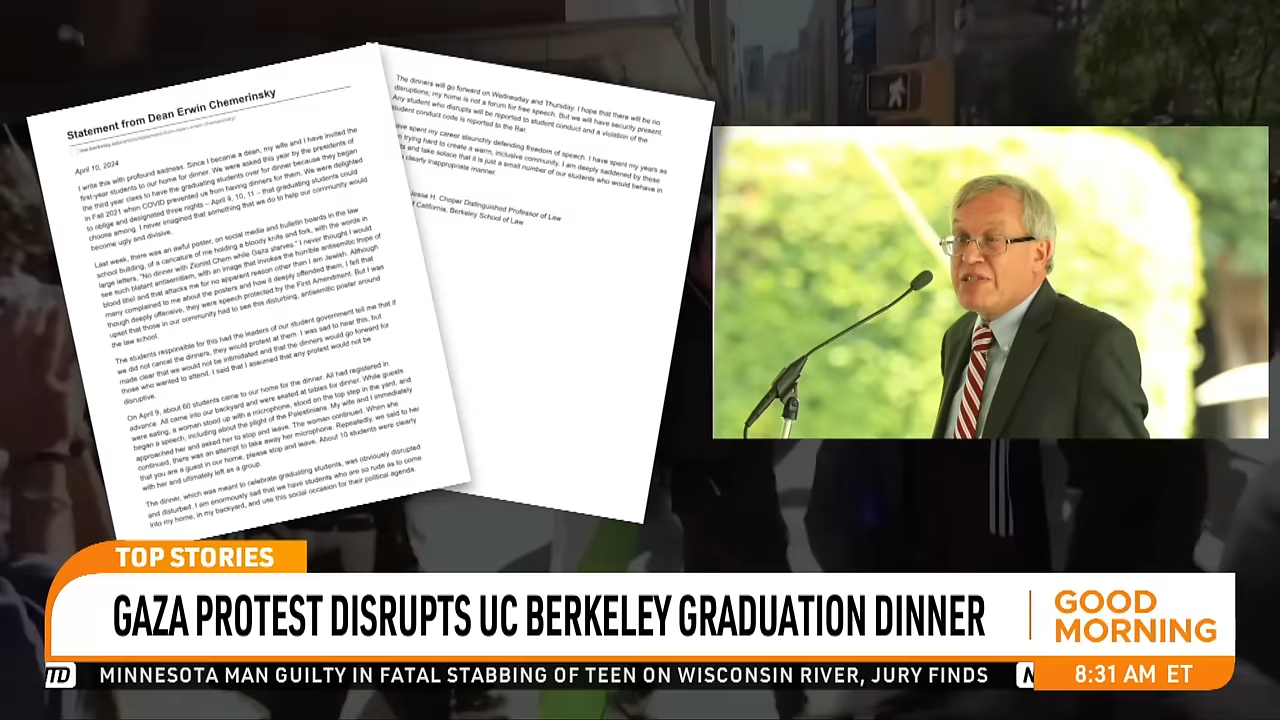 Statement from Dean Erwin Chemerinsky
April 10, 2024
I write this with profound sadness. Since I became a dean, my wife and I have invited the
first-year students to our home for dinner. We were asked this year by the presidents of
the third year class to have the graduating students over for dinner because they began
in Fall 2021 when COVID prevented us from having dinners for them. We were delighted
to oblige and designated three nights – April 9, 10, 11 – that graduating students could
choose among. I never imagined that something that we do to help our community would
become ugly and divisive.
Last week, there was an awful poster, on social media and bulletin boards in the law
school building, of a caricature of me holding a bloody knife and fork, with the words in
large letters, "No dinner with Zionist Chem while Gaza starves." I never thought I would
see such blatant antisemitism, with an image that invokes the horrible antisemitic trope of
blood libel and that attacks me for no apparent reason other than I am Jewish. Although
many complained to me about the posters and how it deeply offended them, I felt that
though deeply offensive, they were speech protected by the First Amendment. But I was
upset that those in our community had to see this disturbing, antisemitic poster around
the law school.
The students responsible for this had the leaders of our student government tell me that if
we did not cancel the dinners, they would protest at them. I was sad to hear this, but
made clear that we would not be intimidated and that the dinners would go forward for
those who wanted to attend. I said that I assumed that any protest would not be
disruptive.
On April 9, about 60 students came to our home for the dinner. All had registered in
advance. All came into our backyard and were seated at tables for dinner. While guests
were eating, a woman stood up with a microphone, stood on the top step in the yard, and
began a speech, including about the plight of the Palestinians. My wife and I immediately
approached her and asked her to stop and leave. The woman continued. When she
continued, there was an attempt to take away her microphone. Repeatedly, we said to her
that you are a guest in our home, please stop and leave. About 10 students were clearly
with her and ultimately left as a group.
The dinner, which was meant to celebrate graduating students, was obviously disrupted
and disturbed. I am enormously sad that we have students who are so rude as to come
into my home, in my backyard, and use this social occasion for their political agenda.
The dinners will go forward on Wednesday and Thursday. I hope that there will be no
disruptions; my home is not a forum for free speech. But we will have security present.
Any student who disrupts will be reported to student conduct and a violation of the
student conduct code is reported to the Bar.
have spent my career staunchly defending freedom of speech. I have spent my years as
trying hard to create a warm, inclusive community. I am deeply saddened by these
and take solace that it is just a small number of our students who would behave in
clearly inappropriate manner.
Jesse H. Choper Distinguished Professor of Law
of California, Berkeley School of Law
TOP STORIES
GAZA PROTEST DISRUPTS UC BERKELEY GRADUATION DINNER
GOOD
MORNING
MINNESOTA MAN GUILTY IN FATAL STABBING OF TEEN ON WISCONSIN RIVER, JURY FINDS
8:31 AM ET